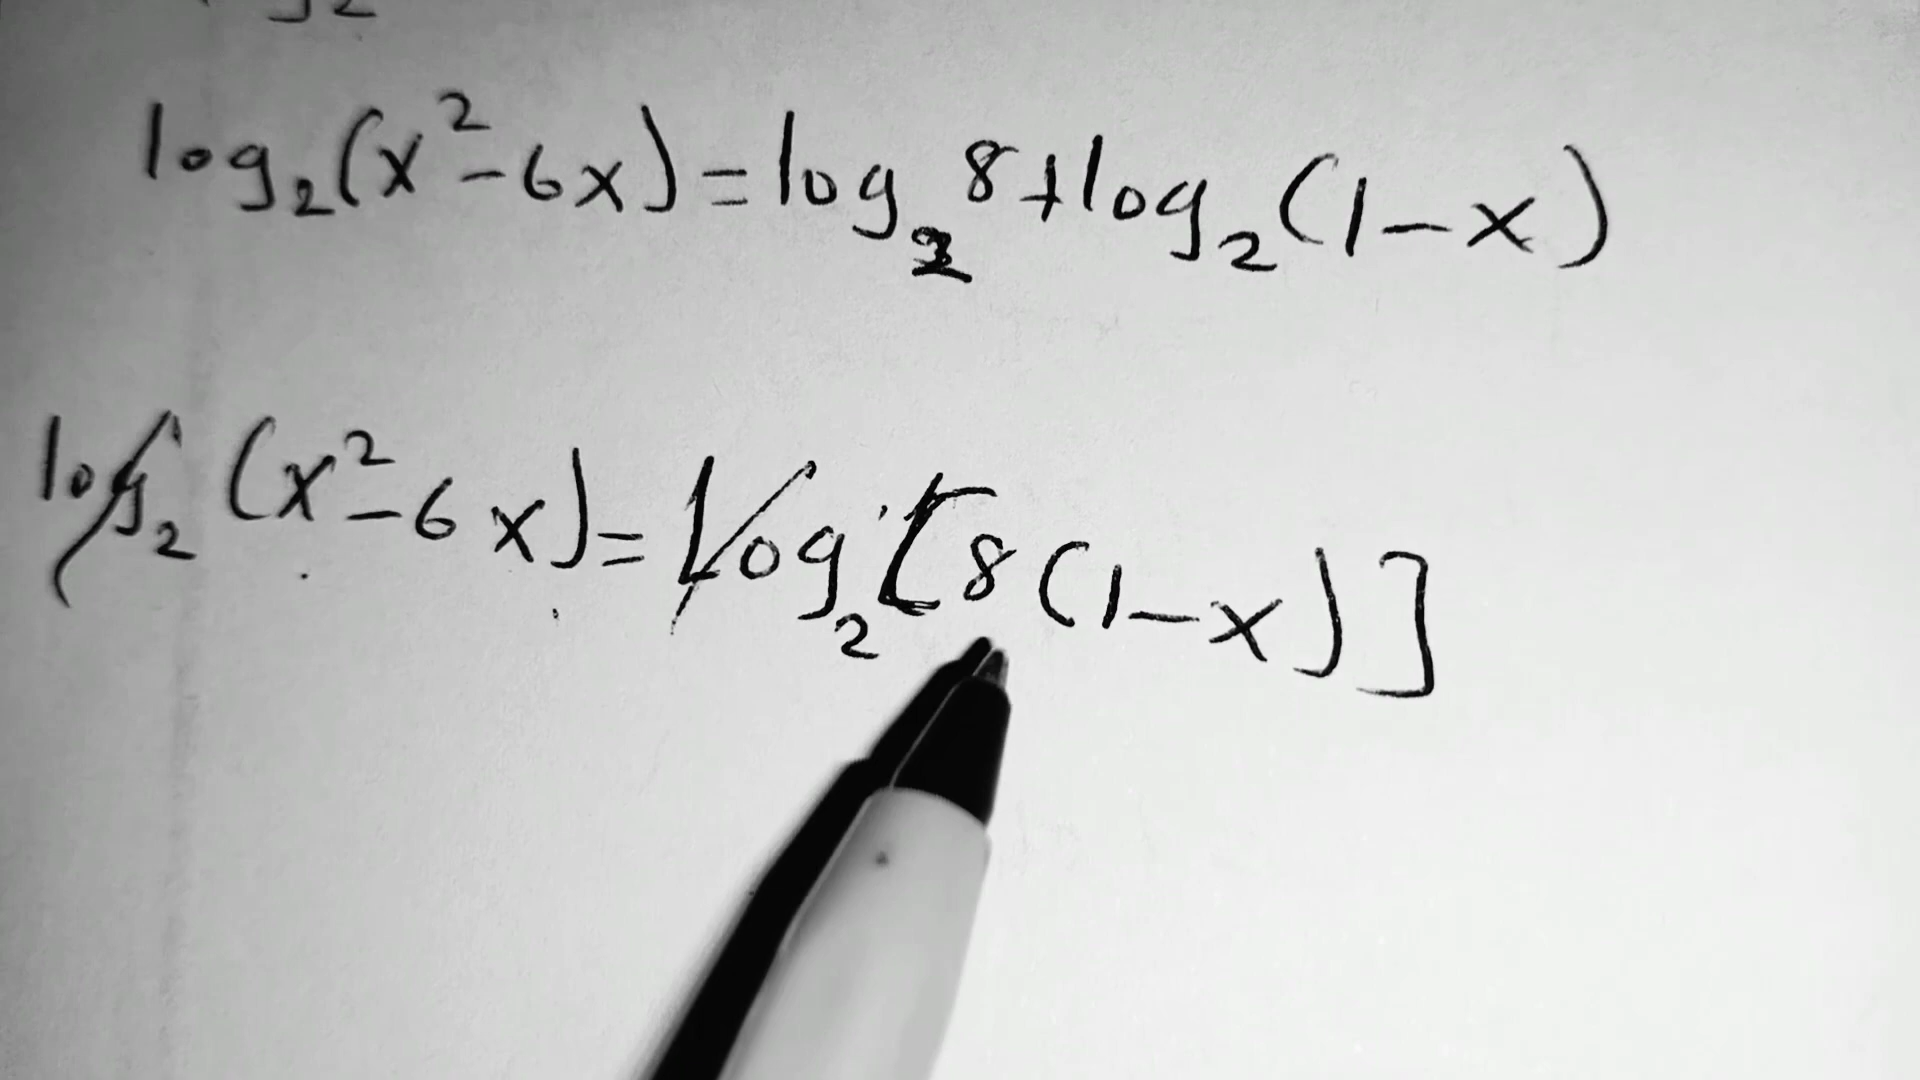 log₂(x²-6x)=log₂8+log₂(1-x)
log₂(x²-6x)=log₂[8(1-x)]